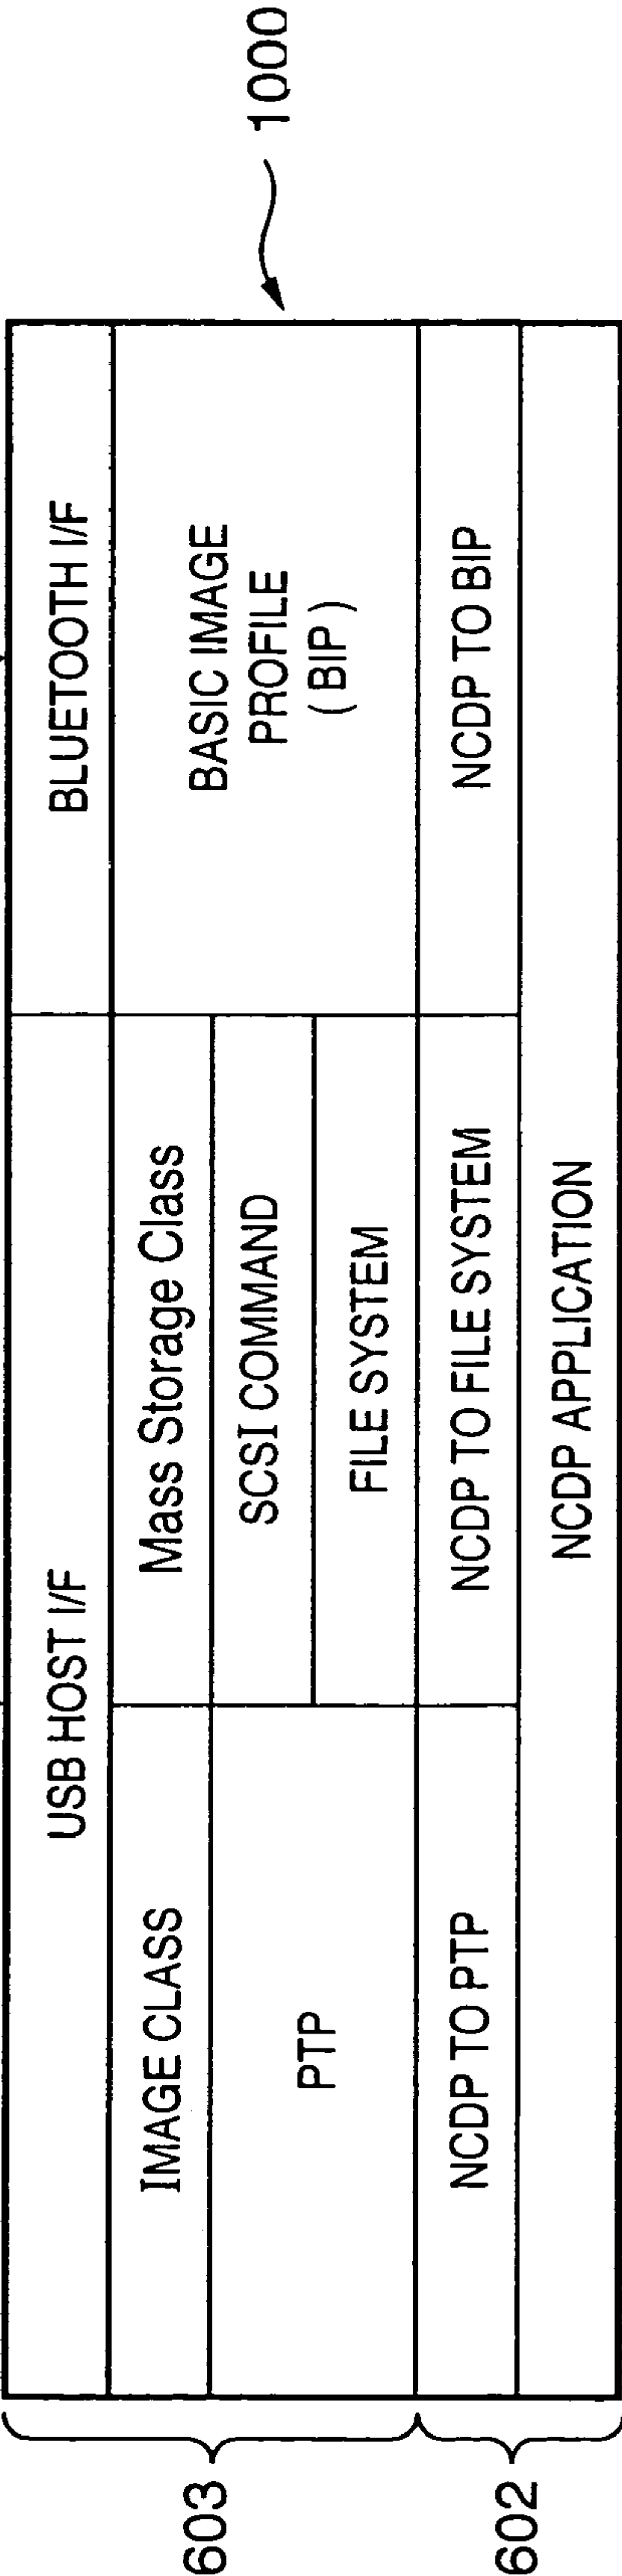 1000
USB HOST I/F
BLUETOOTH I/F
IMAGE CLASS
Mass Storage Class
BASIC IMAGE
PROFILE
( BIP )
SCSI COMMAND
PTP
FILE SYSTEM
NCDP TO PTP
NCDP TO FILE SYSTEM
NCDP TO BIP
NCDP APPLICATION
603
602